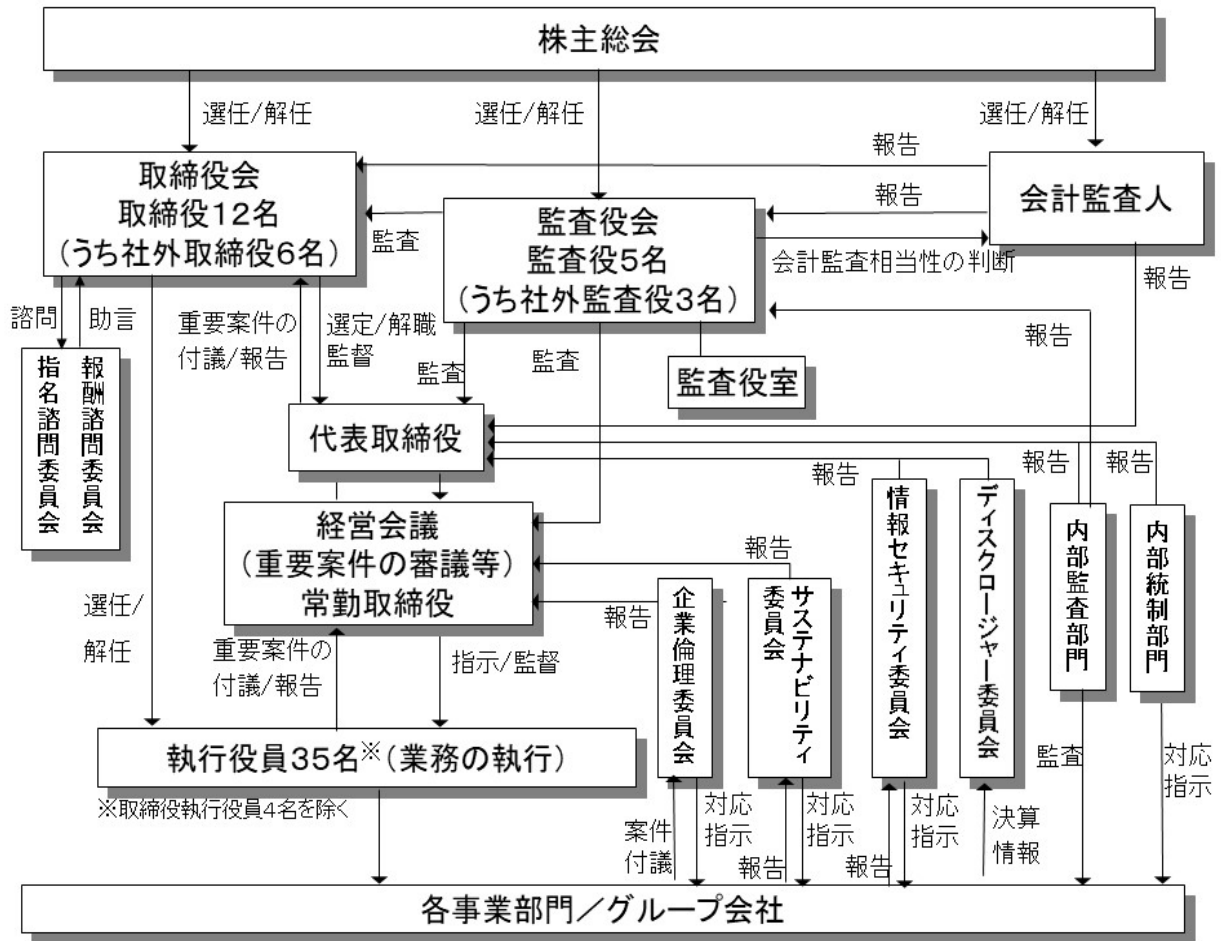 株主総会
選任/解任
選任/解任
選任/解任
報告
取締役会
取締役12名
(うち社外取締役6名)
会計監査人
報告
監査
監査役会
監査役5名
(うち社外監査役3名)
会計監査相当性の判断
報告
諮問
助言
重要案件の
付議/報告
選定/解職
監督
監査
監査
報告
監査役室
指名諮問委員会
報酬諮問委員会
代表取締役
報告
報告
報告
経営会議
(重要案件の審議等)
常勤取締役
情報セキュリティ委員会
ディスクロージャー委員会
内部監査部門
内部統制部門
報告
報告
企業倫理委員会
サステナビリティ
委員会
選任/
解任
重要案件の
付議/報告
指示/監督
執行役員35名※(業務の執行)
※取締役執行役員4名を除く
監査
対応
指示
案件
付議
対応
指示
報告
対応
指示
報告
対応
指示
決算
情報
各事業部門/グループ会社